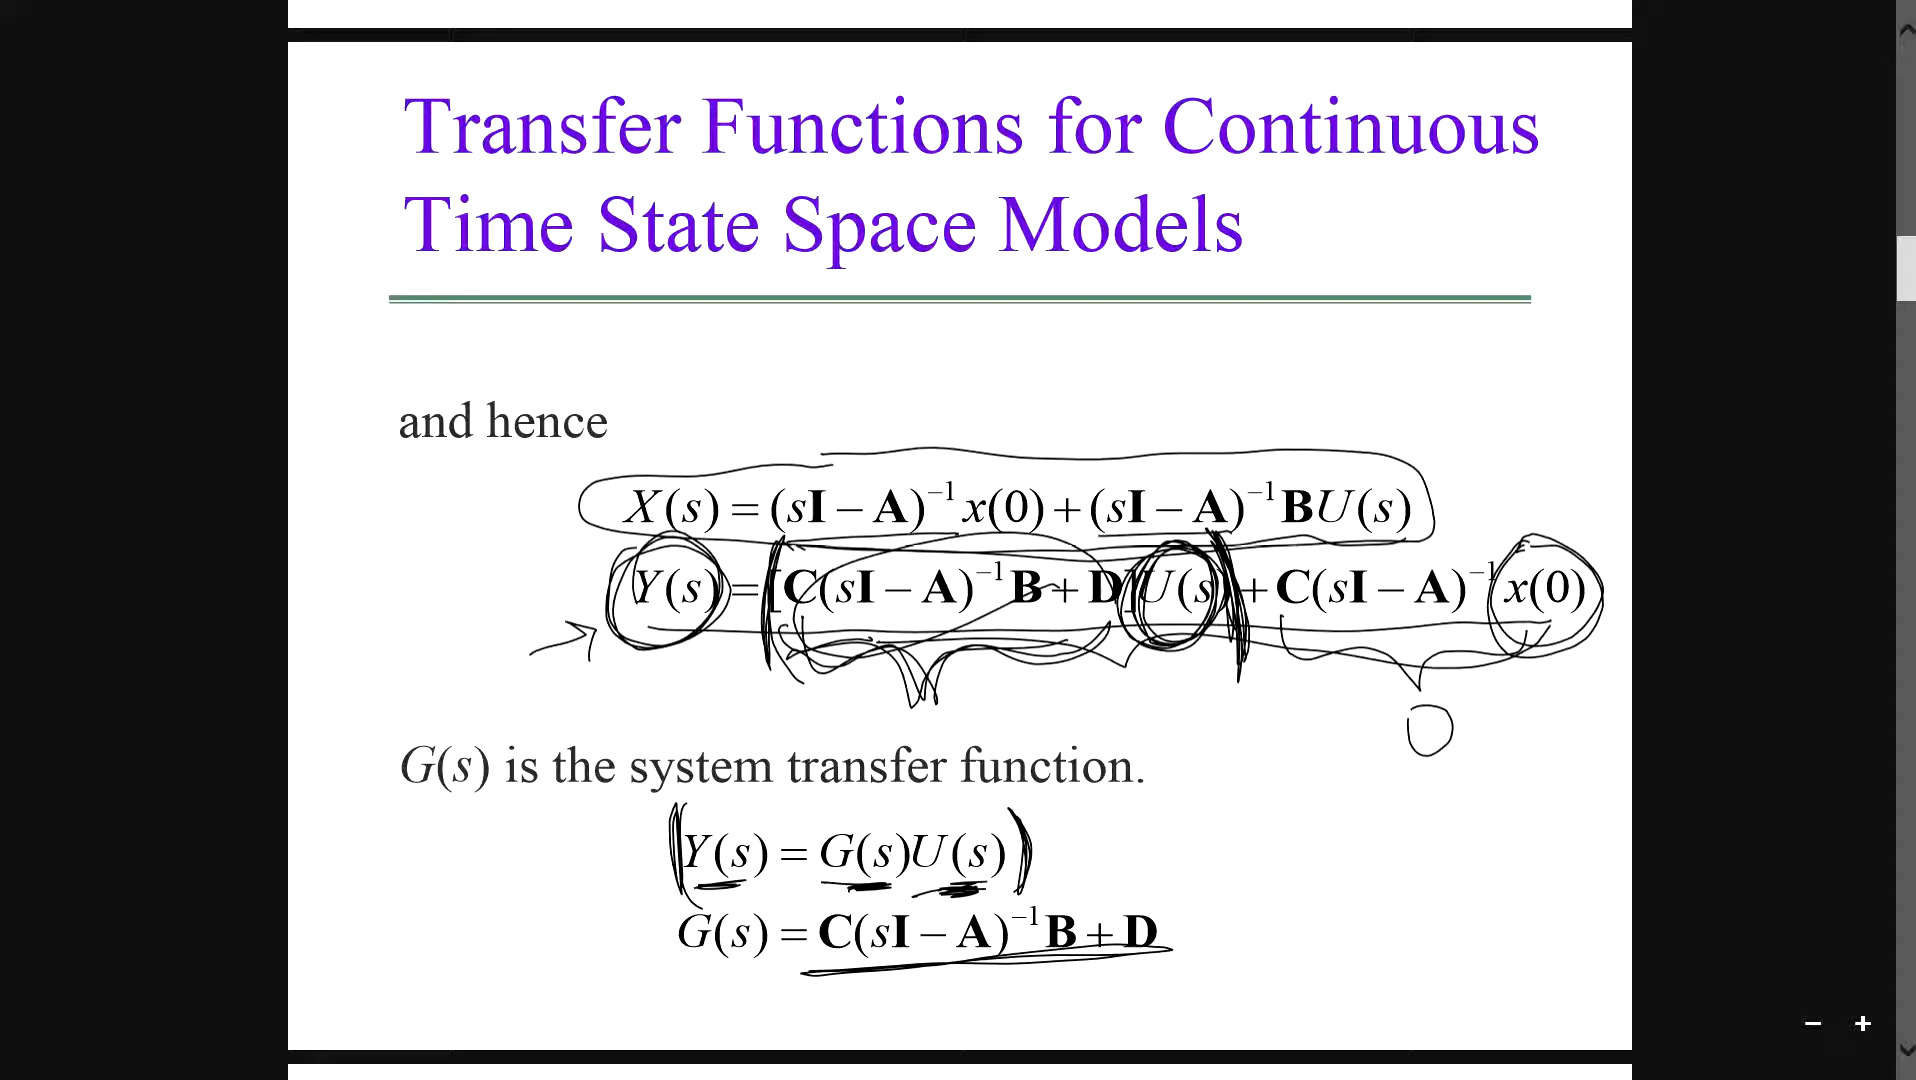 Transfer Functions for Continuous
Time State Space Models
and hence
X(s) = (sI − A)⁻¹ x(0) + (sI − A)⁻¹ BU(s)
Y(s) = [C(sI − A)⁻¹ B + D]U(s) + C(sI − A)⁻¹ x(0)
0
G(s) is the system transfer function.
Y(s) = G(s)U(s)
G(s) = C(sI − A)⁻¹ B + D